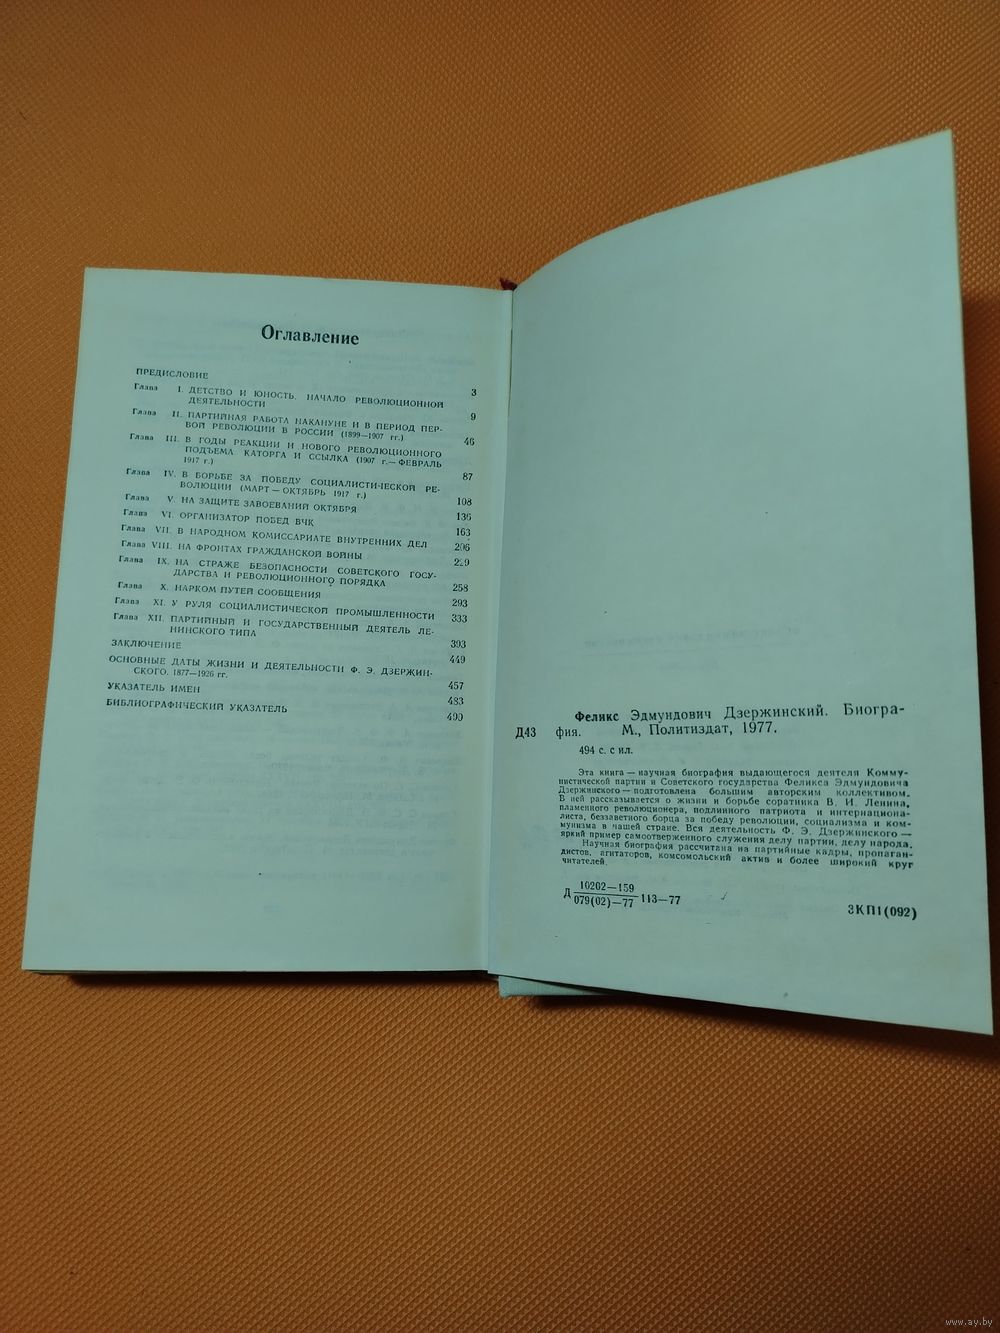 Оглавление
ПРЕДИСЛОВИЕ 3
Глава I. ДЕТСТВО И ЮНОСТЬ. НАЧАЛО РЕВОЛЮЦИОННОЙ
ДЕЯТЕЛЬНОСТИ 9
Глава II. ПАРТИЙНАЯ РАБОТА НАКАНУНЕ И В ПЕРИОД ПЕР-
ВОЙ РЕВОЛЮЦИИ В РОССИИ (1899—1907 гг.) 46
Глава III. В ГОДЫ РЕАКЦИИ И НОВОГО РЕВОЛЮЦИОННОГО
ПОДЪЕМА. КАТОРГА И ССЫЛКА (1907 г.— ФЕВРАЛЬ
1917 г.) 87
Глава IV. В БОРЬБЕ ЗА ПОБЕДУ СОЦИАЛИСТИЧЕСКОЙ РЕ-
ВОЛЮЦИИ (МАРТ — ОКТЯБРЬ 1917 г.) 108
Глава V. НА ЗАЩИТЕ ЗАВОЕВАНИЙ ОКТЯБРЯ 136
Глава VI. ОРГАНИЗАТОР ПОБЕД ВЧК 163
Глава VII. В НАРОДНОМ КОМИССАРИАТЕ ВНУТРЕННИХ ДЕЛ 206
Глава VIII. НА ФРОНТАХ ГРАЖДАНСКОЙ ВОЙНЫ 229
Глава IX. НА СТРАЖЕ БЕЗОПАСНОСТИ СОВЕТСКОГО ГОСУ-
ДАРСТВА И РЕВОЛЮЦИОННОГО ПОРЯДКА 258
Глава X. НАРКОМ ПУТЕЙ СООБЩЕНИЯ 293
Глава XI. У РУЛЯ СОЦИАЛИСТИЧЕСКОЙ ПРОМЫШЛЕННОСТИ 333
Глава XII. ПАРТИЙНЫЙ И ГОСУДАРСТВЕННЫЙ ДЕЯТЕЛЬ ЛЕ-
НИНСКОГО ТИПА 393
ЗАКЛЮЧЕНИЕ 449
ОСНОВНЫЕ ДАТЫ ЖИЗНИ И ДЕЯТЕЛЬНОСТИ Ф. Э. ДЗЕРЖИН-
СКОГО. 1877—1926 гг. 457
УКАЗАТЕЛЬ ИМЕН 483
БИБЛИОГРАФИЧЕСКИЙ УКАЗАТЕЛЬ 490
Феликс Эдмундович Дзержинский. Биогра-
Д43 фия. М., Политиздат, 1977.
494 с. с ил.
Эта книга — научная биография выдающегося деятеля Комму-
нистической партии и Советского государства Феликса Эдмундовича
Дзержинского — подготовлена большим авторским коллективом.
В ней рассказывается о жизни и борьбе соратника В. И. Ленина,
пламенного революционера, подлинного патриота и интернациона-
листа, беззаветного борца за победу революции, социализма и ком-
мунизма в нашей стране. Вся деятельность Ф. Э. Дзержинского —
яркий пример самоотверженного служения делу партии, делу народа.
Научная биография рассчитана на партийные кадры, пропаган-
дистов, агитаторов, комсомольский актив и более широкий круг
читателей.
Д 10202—159
079(02)—77 113—77
3КП1(092)
www.ay.by